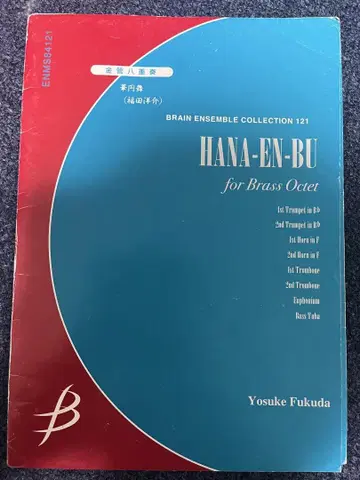 ENMS84121
金管八重奏
華円舞
(福田洋介)
BRAIN ENSEMBLE COLLECTION 121
HANA-EN-BU
for Brass Octet
1st Trumpet in B♭
2nd Trumpet in B♭
1st Horn in F
2nd Horn in F
1st Trombone
2nd Trombone
Euphonium
Bass Tuba
Yosuke Fukuda
B